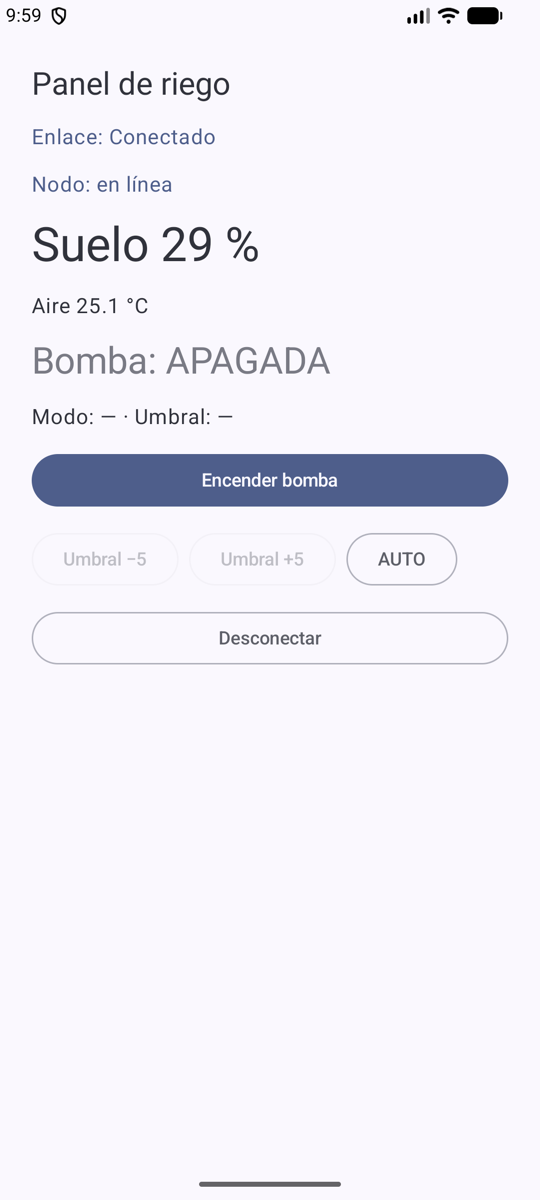 9:59
Panel de riego
Enlace: Conectado
Nodo: en línea
Suelo 29 %
Aire 25.1 °C
Bomba: APAGADA
Modo: — · Umbral: —
Encender bomba
Umbral −5 Umbral +5 AUTO
Desconectar